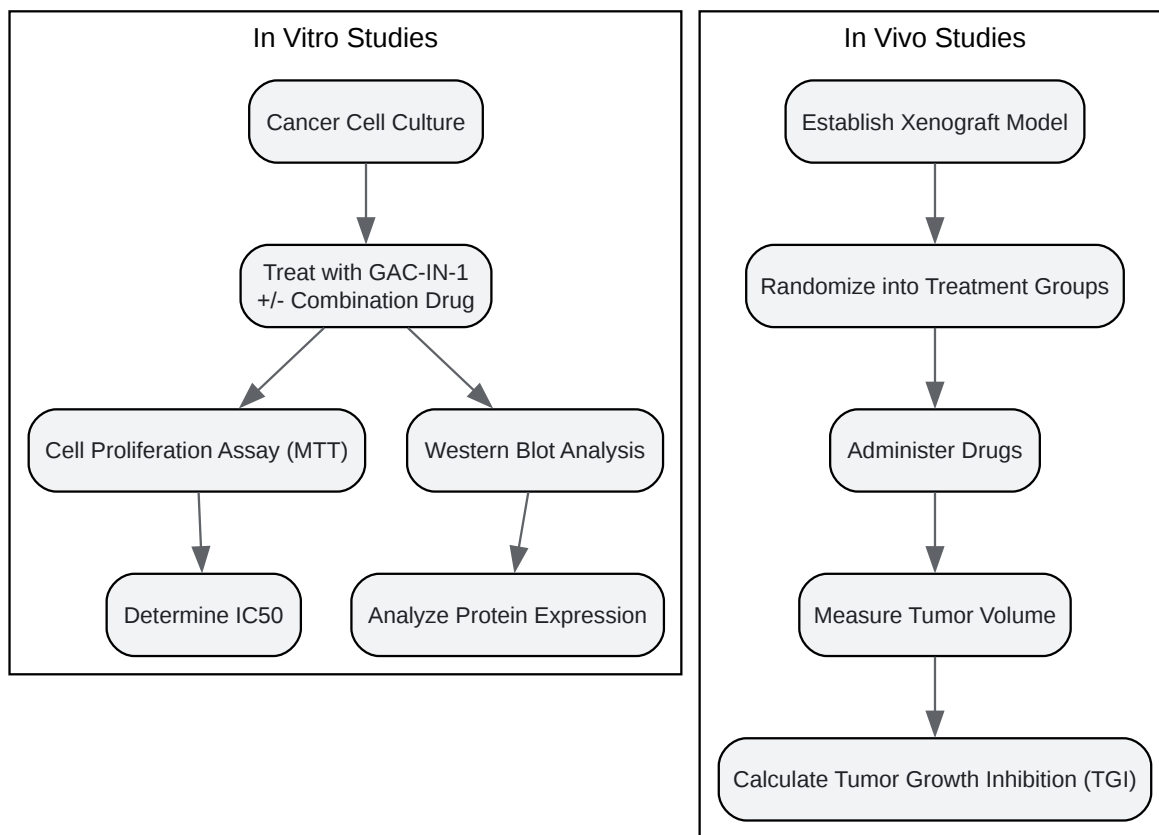 In Vitro Studies
Cancer Cell Culture
Treat with GAC-IN-1
+/- Combination Drug
Cell Proliferation Assay (MTT)
Western Blot Analysis
Determine IC50
Analyze Protein Expression
In Vivo Studies
Establish Xenograft Model
Randomize into Treatment Groups
Administer Drugs
Measure Tumor Volume
Calculate Tumor Growth Inhibition (TGI)